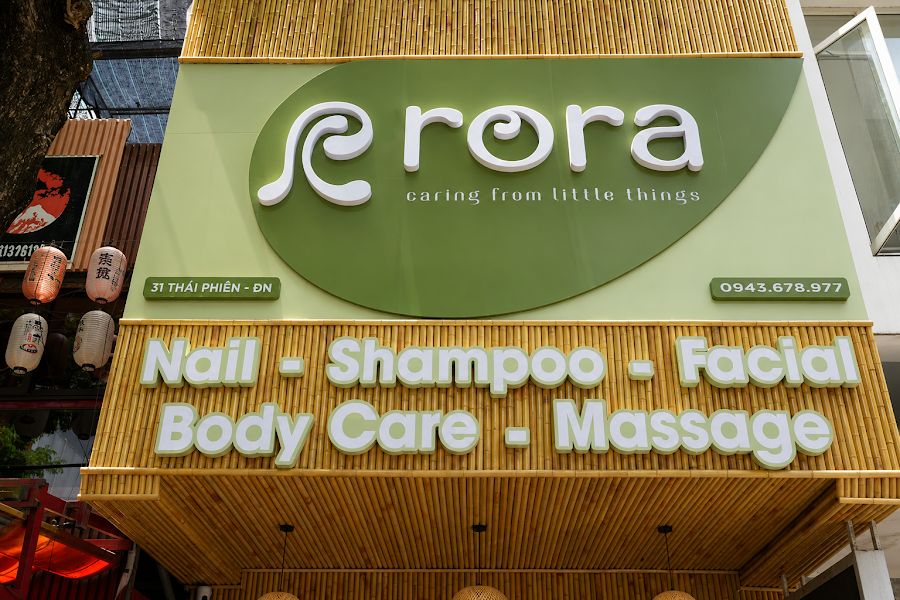 rora
caring from little things
31 THÁI PHIÊN - ĐN
0943.678.977
Nail - Shampoo - Facial
Body Care - Massage